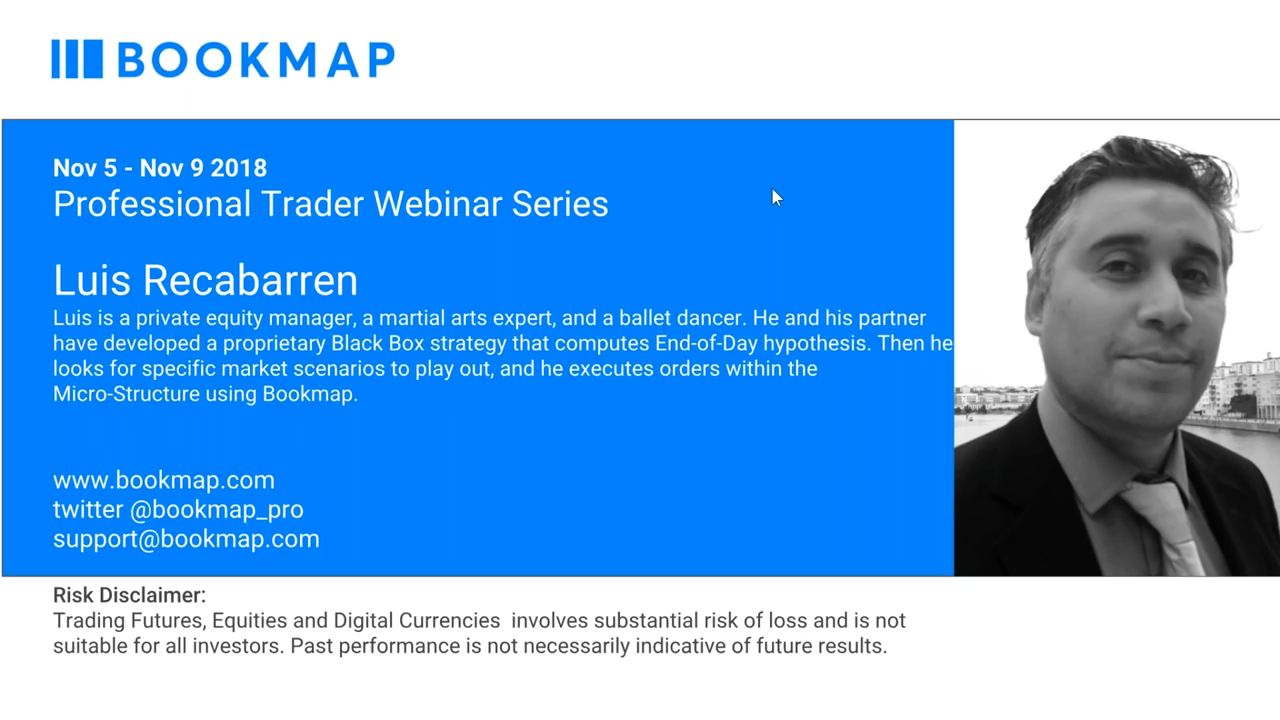 BOOKMAP
Nov 5 - Nov 9 2018
Professional Trader Webinar Series
Luis Recabarren
Luis is a private equity manager, a martial arts expert, and a ballet dancer. He and his partner
have developed a proprietary Black Box strategy that computes End-of-Day hypothesis. Then he
looks for specific market scenarios to play out, and he executes orders within the
Micro-Structure using Bookmap.
www.bookmap.com
twitter @bookmap_pro
support@bookmap.com
Risk Disclaimer:
Trading Futures, Equities and Digital Currencies  involves substantial risk of loss and is not
suitable for all investors. Past performance is not necessarily indicative of future results.